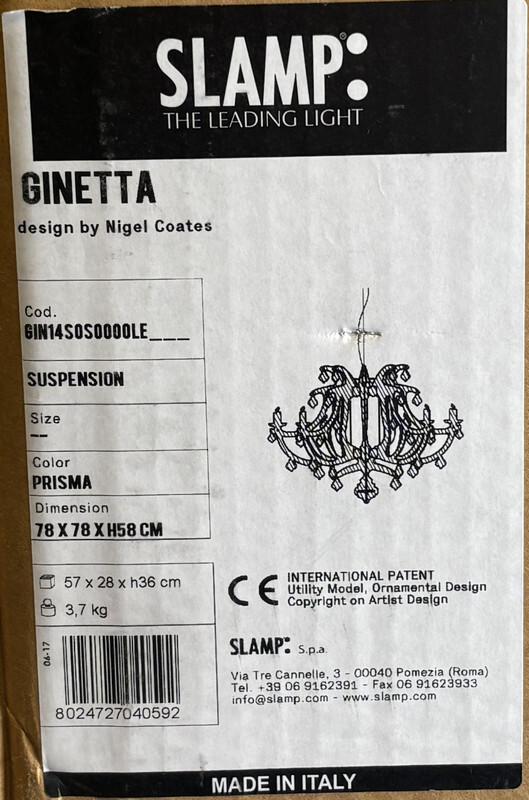 SLAMP:®
THE LEADING LIGHT
GINETTA
design by Nigel Coates
Cod.
GIN14SOS0000LE___
SUSPENSION
Size
--
Color
PRISMA
Dimension
78 X 78 X H58 CM
57 x 28 x h36 cm
3,7 kg
06-17
8024727040592
CE
INTERNATIONAL PATENT
Utility Model, Ornamental Design
Copyright on Artist Design
SLAMP: S.p.a.
Via Tre Cannelle, 3 - 00040 Pomezia (Roma)
Tel. +39 06 9162391 - Fax 06 91623933
info@slamp.com - www.slamp.com
MADE IN ITALY